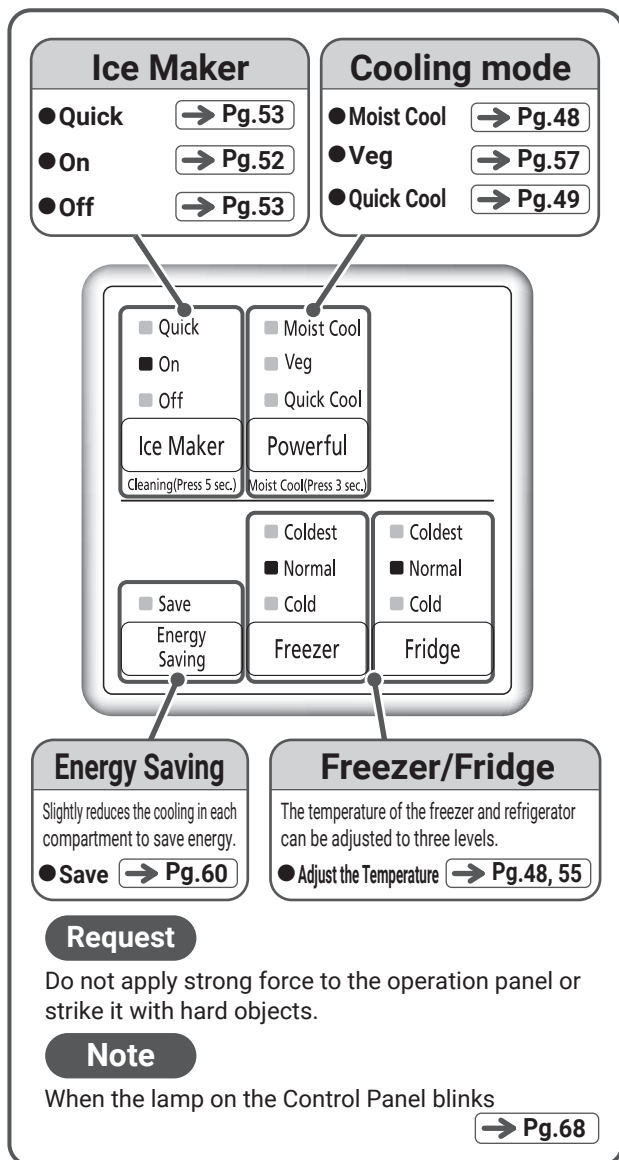 Ice Maker
●Quick → Pg.53
●On → Pg.52
●Off → Pg.53
Cooling mode
●Moist Cool → Pg.48
●Veg → Pg.57
●Quick Cool → Pg.49
Quick
On
Off
Ice Maker
Cleaning(Press 5 sec.)
Moist Cool
Veg
Quick Cool
Powerful
Moist Cool(Press 3 sec.)
Save
Energy
Saving
Coldest
Normal
Cold
Freezer
Coldest
Normal
Cold
Fridge
Energy Saving
Slightly reduces the cooling in each
compartment to save energy.
●Save → Pg.60
Freezer/Fridge
The temperature of the freezer and refrigerator
can be adjusted to three levels.
●Adjust the Temperature → Pg.48, 55
Request
Do not apply strong force to the operation panel or
strike it with hard objects.
Note
When the lamp on the Control Panel blinks
→ Pg.68